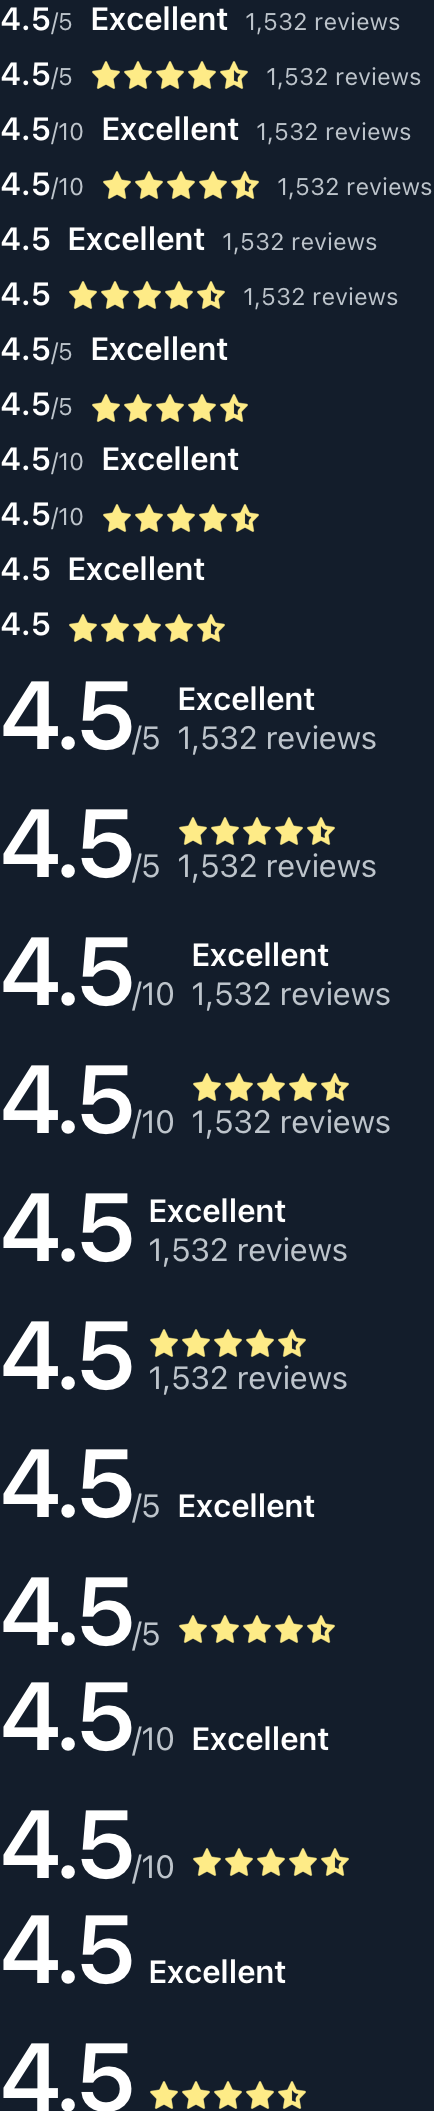 4.5/5 Excellent 1,532 reviews
4.5/5 1,532 reviews
4.5/10 Excellent 1,532 reviews
4.5/10 1,532 reviews
4.5 Excellent 1,532 reviews
4.5 1,532 reviews
4.5/5 Excellent
4.5/5
4.5/10 Excellent
4.5/10
4.5 Excellent
4.5
4.5/5 Excellent
1,532 reviews
4.5/5
1,532 reviews
4.5/10 Excellent
1,532 reviews
4.5/10
1,532 reviews
4.5 Excellent
1,532 reviews
4.5
1,532 reviews
4.5/5 Excellent
4.5/5
4.5/10 Excellent
4.5/10
4.5 Excellent
4.5